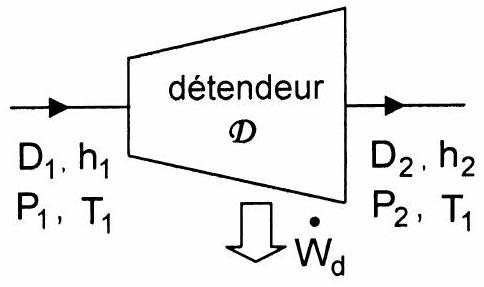 détendeur
𝒟
D₁, h₁
P₁, T₁
D₂, h₂
P₂, T₁
Ẇd